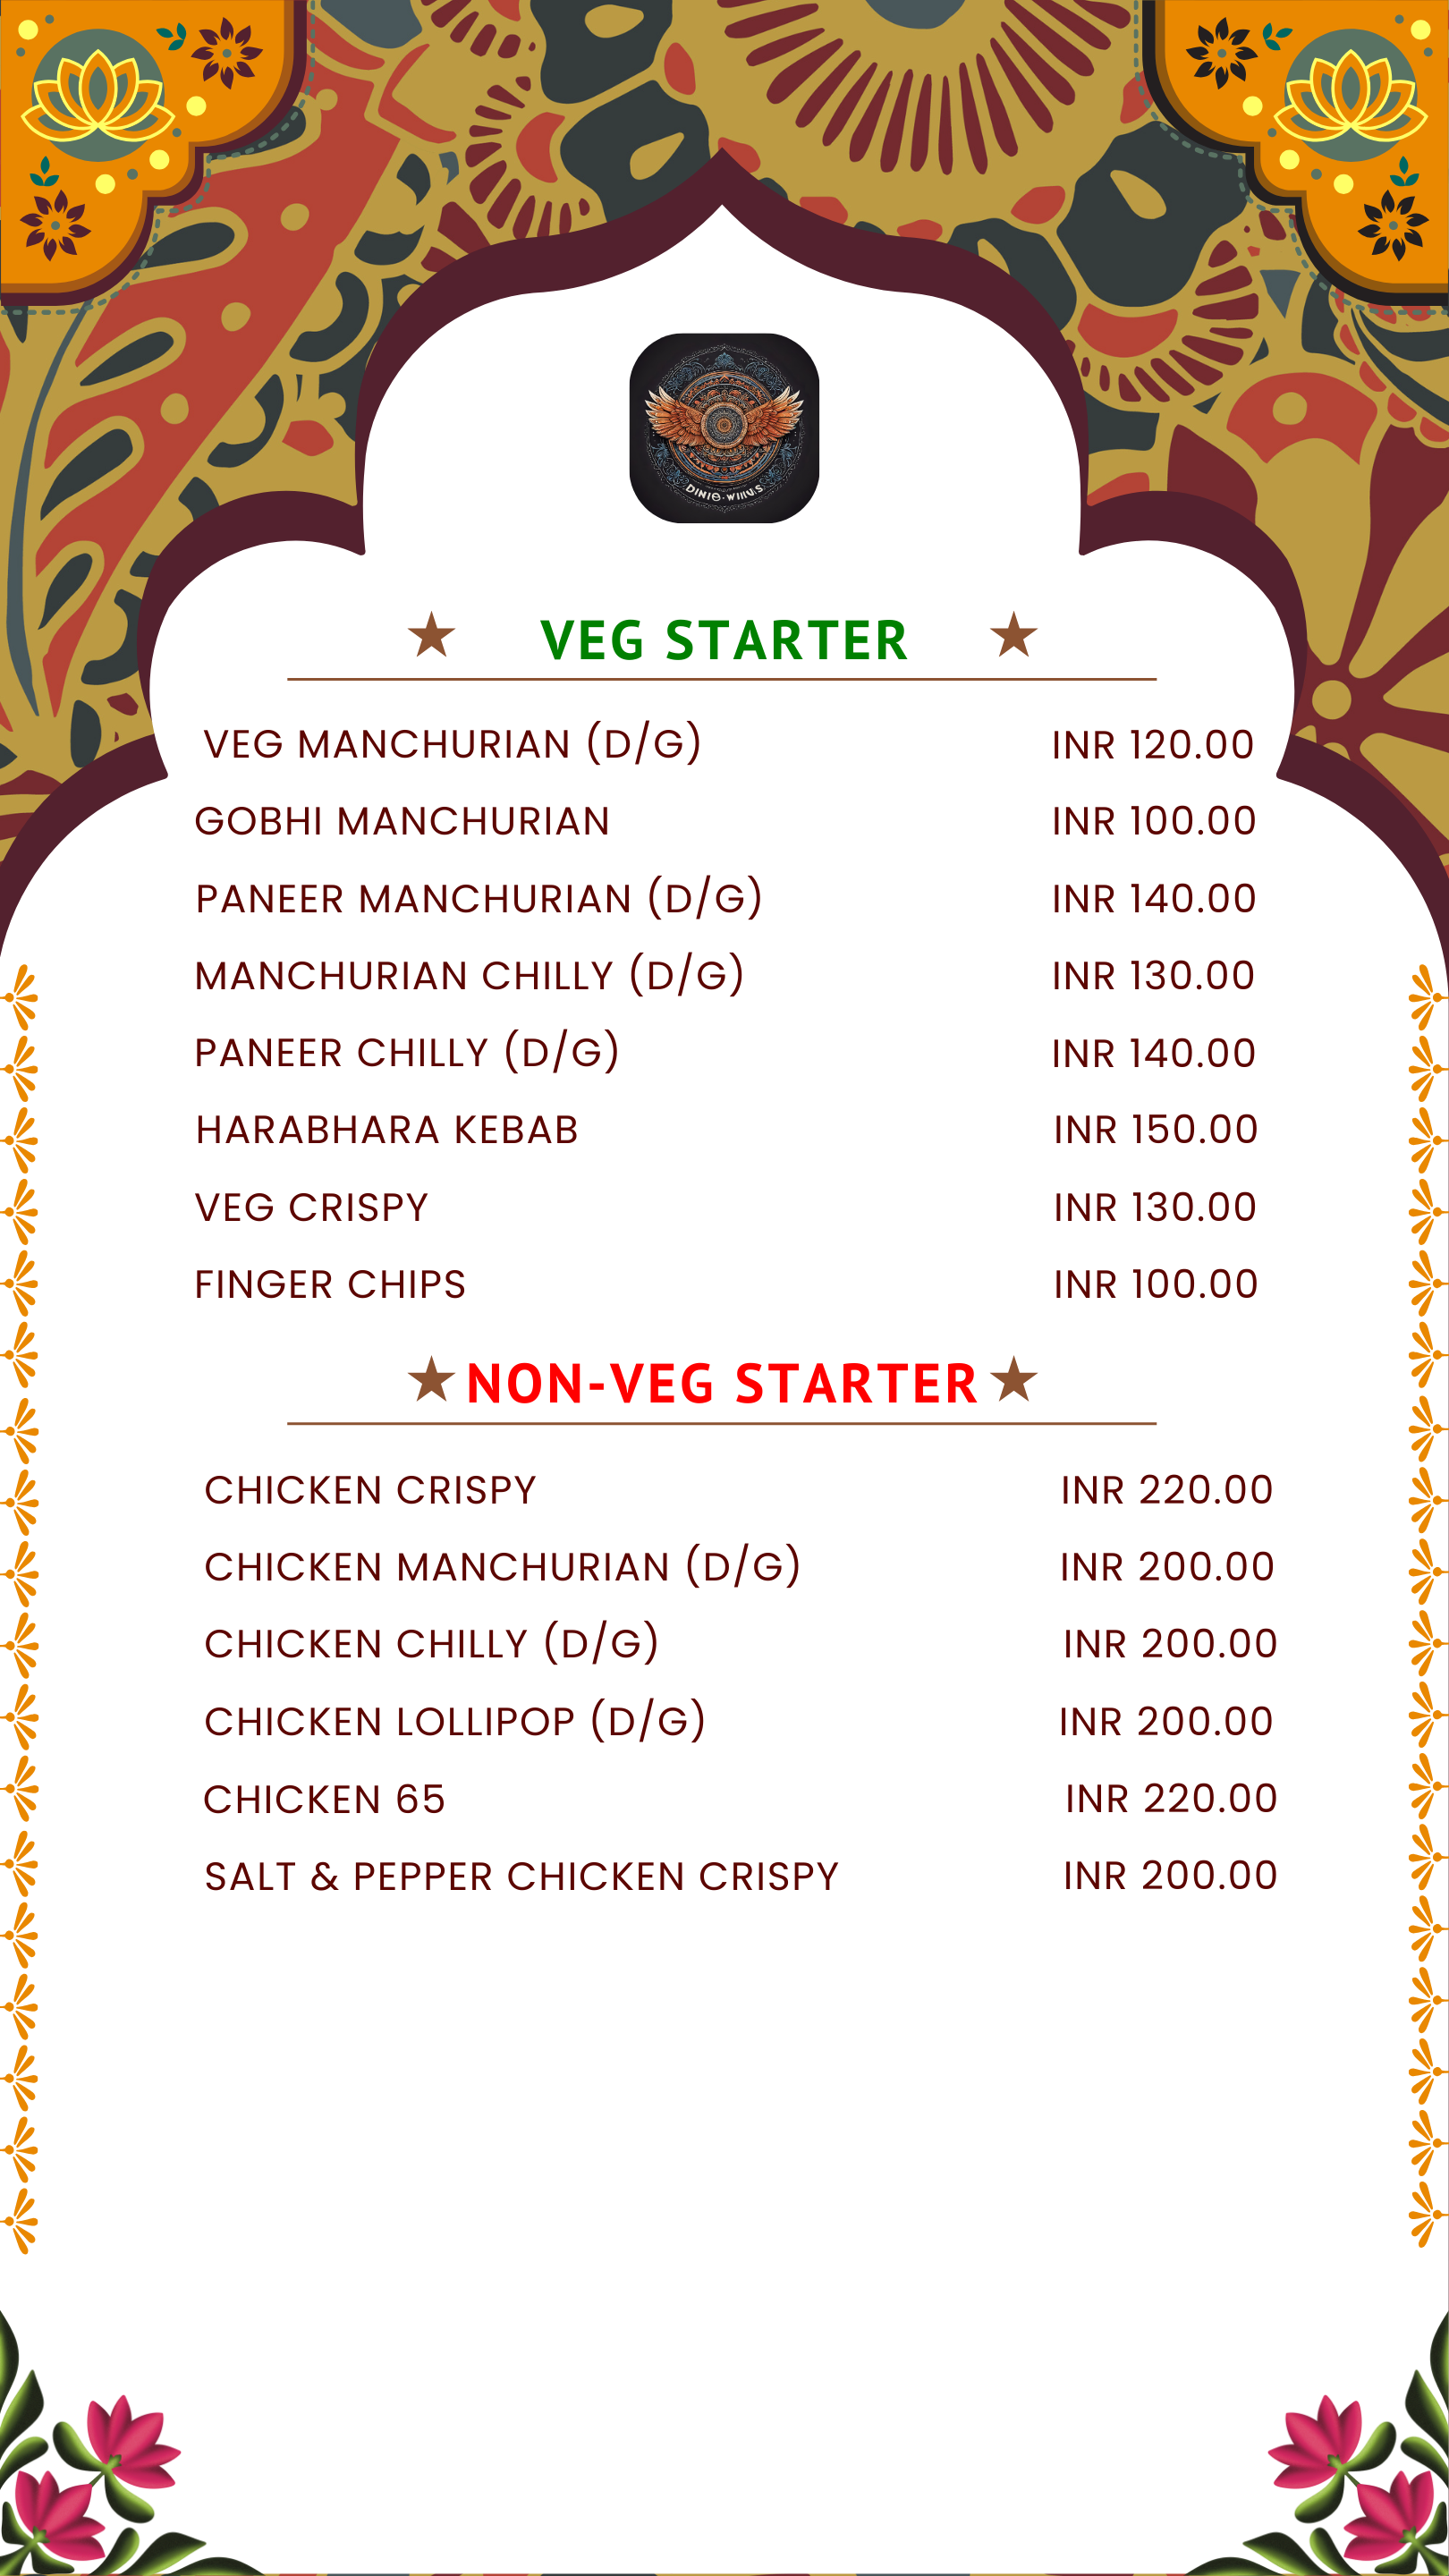 VEG STARTER
VEG MANCHURIAN (D/G) INR 120.00
GOBHI MANCHURIAN INR 100.00
PANEER MANCHURIAN (D/G) INR 140.00
MANCHURIAN CHILLY (D/G) INR 130.00
PANEER CHILLY (D/G) INR 140.00
HARABHARA KEBAB INR 150.00
VEG CRISPY INR 130.00
FINGER CHIPS INR 100.00
NON-VEG STARTER
CHICKEN CRISPY INR 220.00
CHICKEN MANCHURIAN (D/G) INR 200.00
CHICKEN CHILLY (D/G) INR 200.00
CHICKEN LOLLIPOP (D/G) INR 200.00
CHICKEN 65 INR 220.00
SALT & PEPPER CHICKEN CRISPY INR 200.00